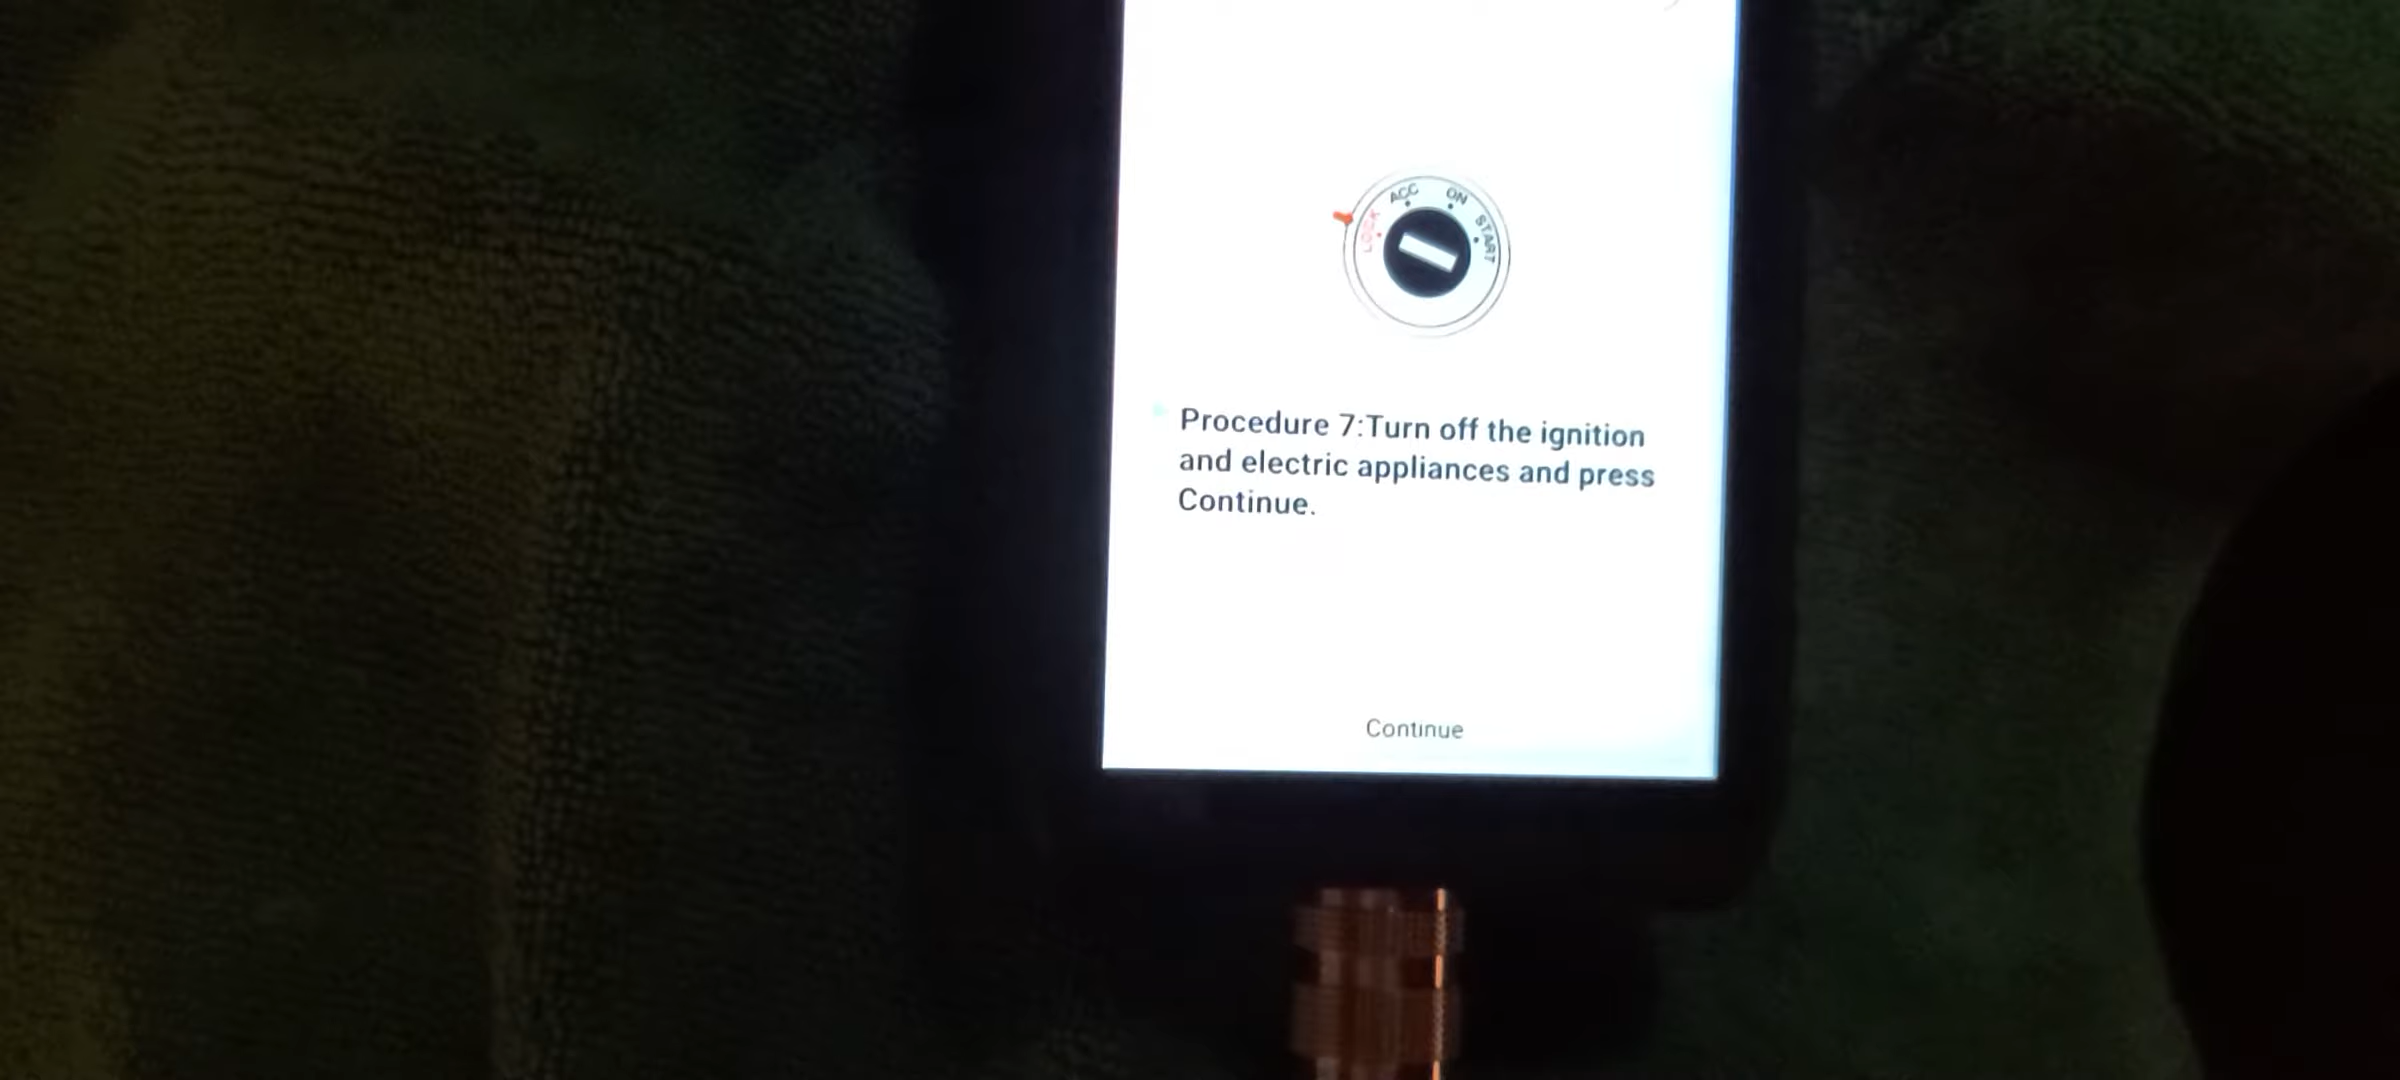 LOCK ACC ON START
Procedure 7:Turn off the ignition
and electric appliances and press
Continue.
Continue